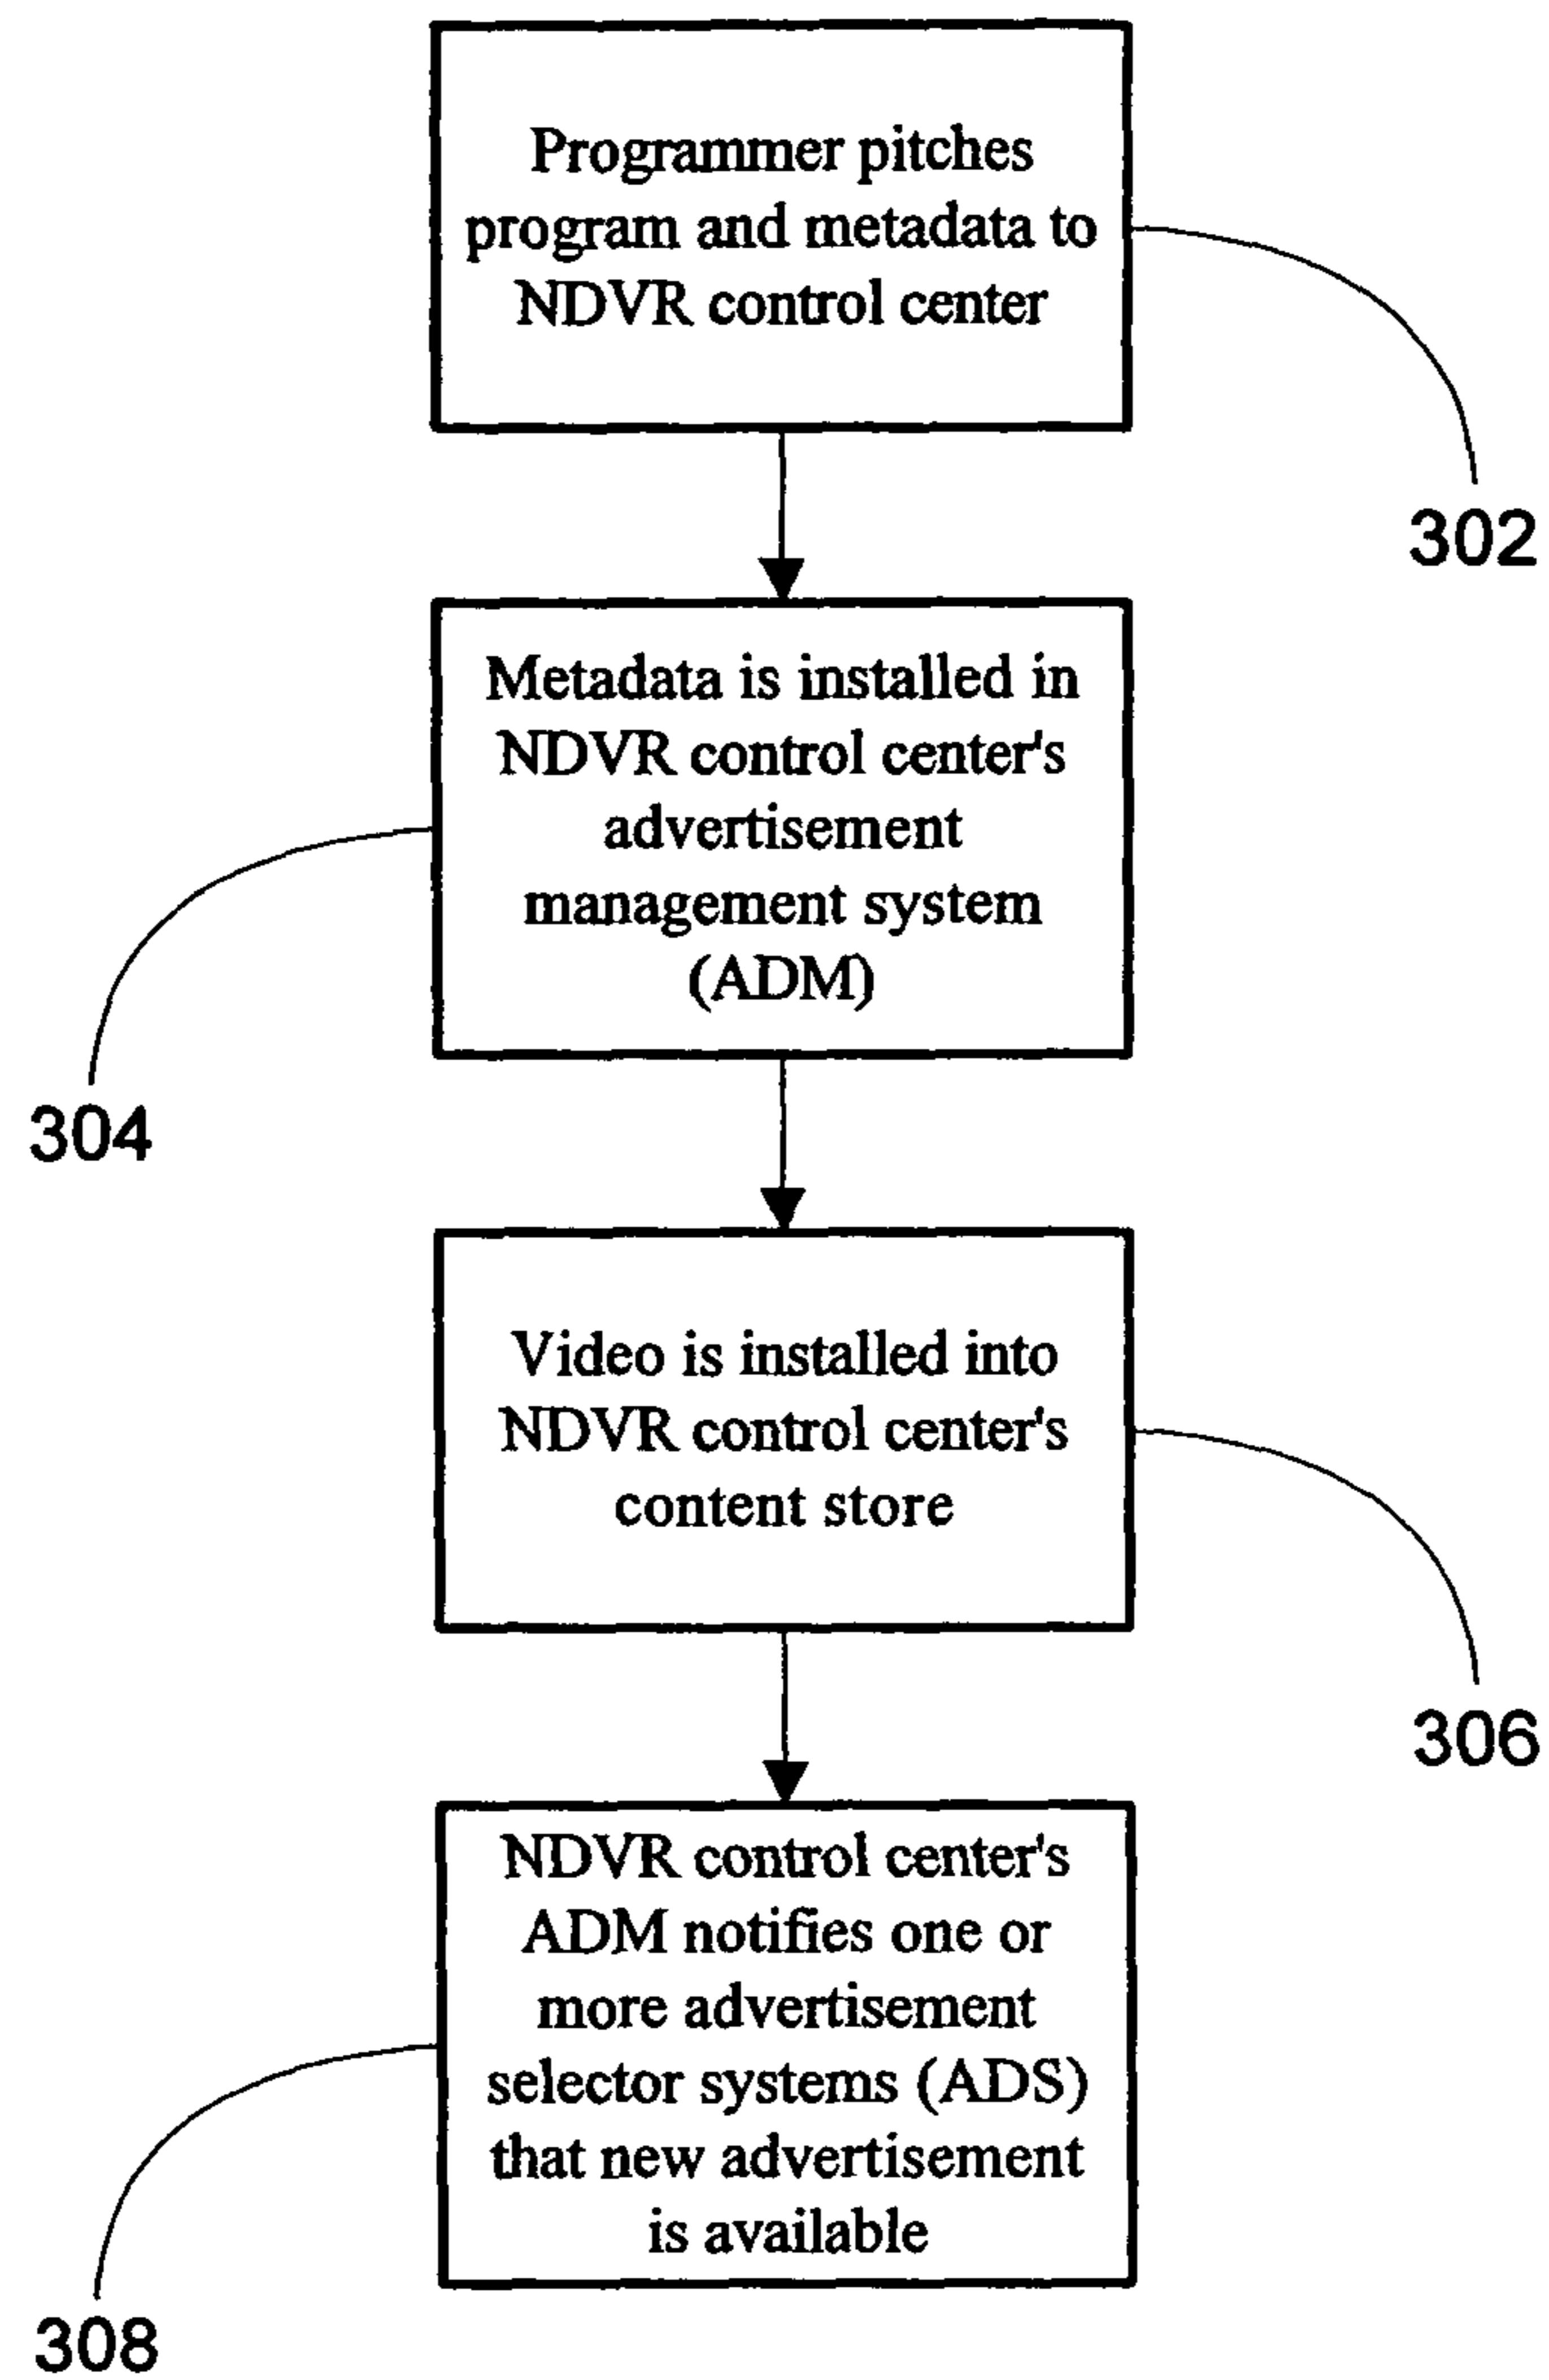 Programmer pitches
program and metadata to
NDVR control center
302
Metadata is installed in
NDVR control center's
advertisement
management system
(ADM)
304
Video is installed into
NDVR control center's
content store
306
NDVR control center's
ADM notifies one or
more advertisement
selector systems (ADS)
that new advertisement
is available
308